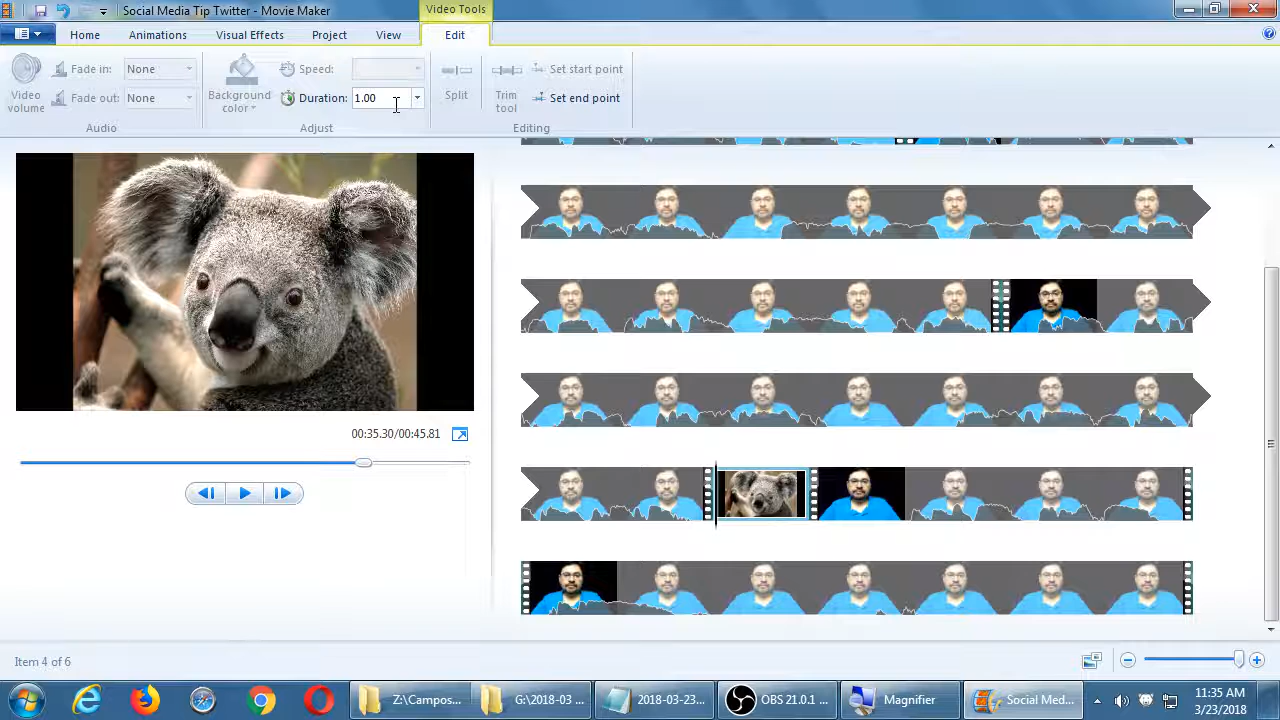 Social Media Tip Twitter - Movie Maker
Video Tools
Home
Animations
Visual Effects
Project
View
Edit
Video volume
Fade in: None
Fade out: None
Audio
Background color
Speed:
Duration: 1.00
Adjust
Split
Trim tool
Set start point
Set end point
Editing
00:35.30/00:45.81
Item 4 of 6
Z:\Campos...
G:\2018-03 ...
2018-03-23...
OBS 21.0.1 ...
Magnifier
Social Med...
11:35 AM
3/23/2018